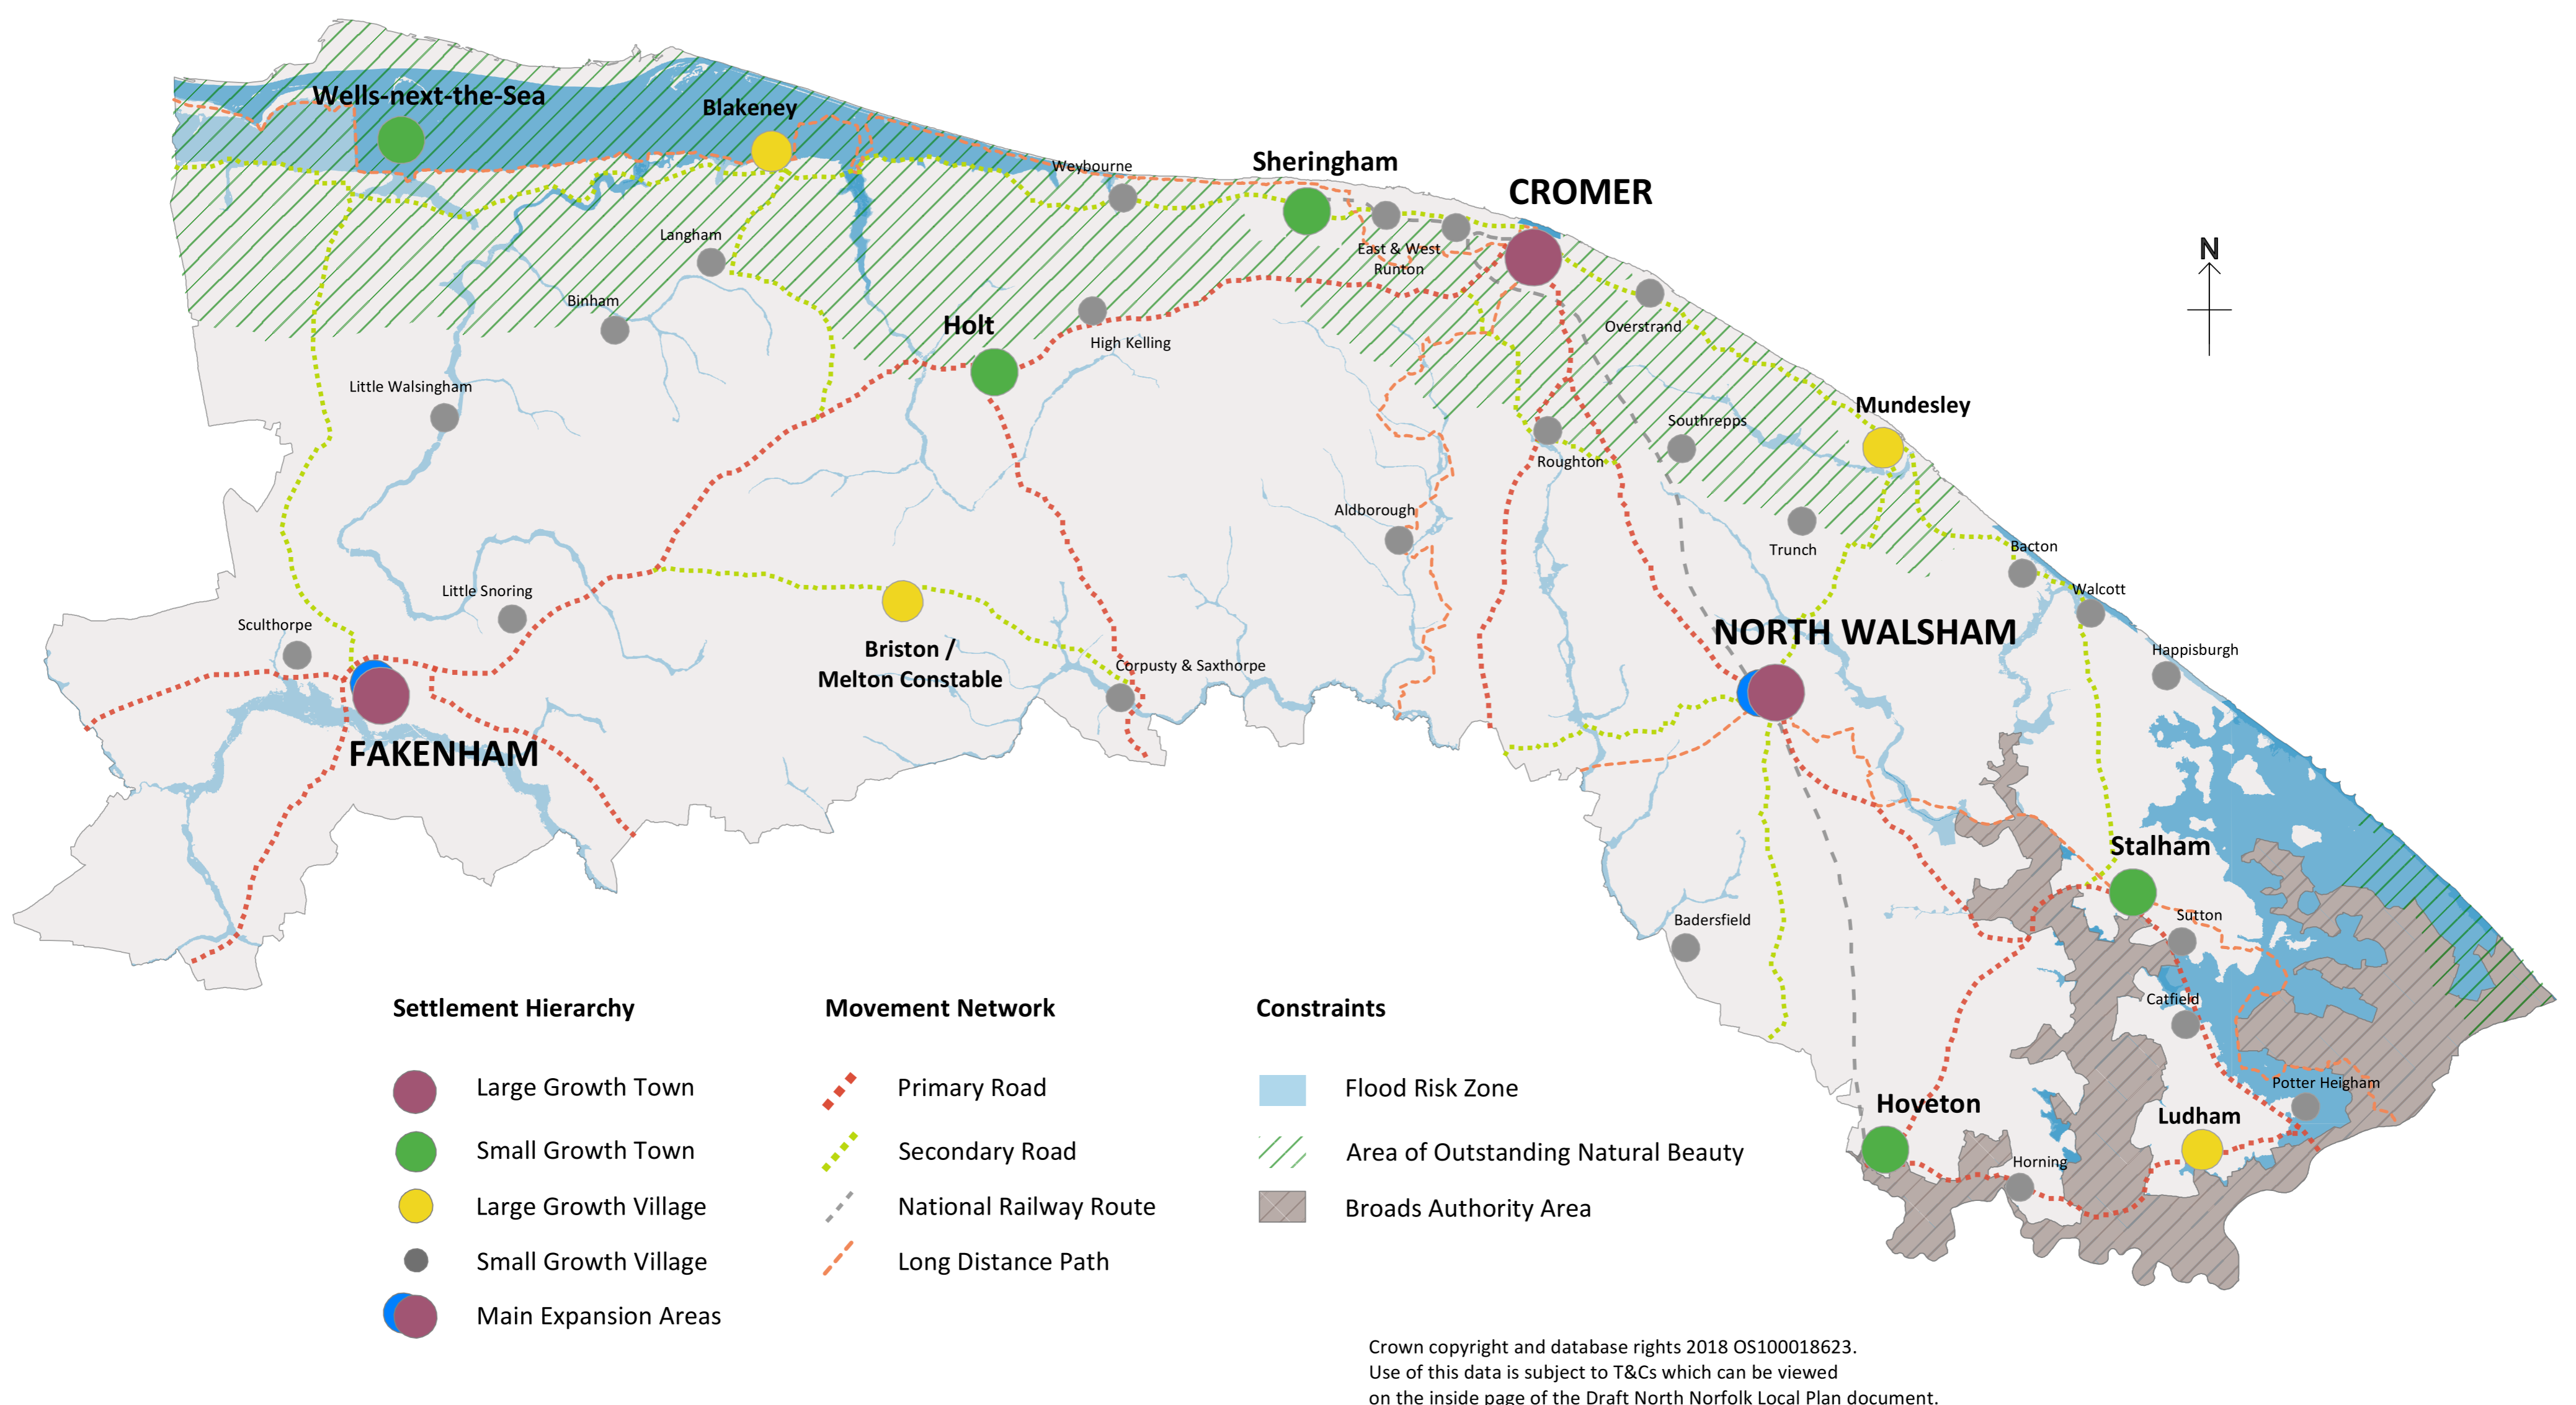 Wells-next-the-Sea
Blakeney
Weybourne
Sheringham
CROMER
East & West
Runton
N
Langham
Binham
Holt
High Kelling
Overstrand
Little Walsingham
Mundesley
Southrepps
Roughton
Aldborough
Trunch
Bacton
Walcott
Little Snoring
Sculthorpe
Briston /
Melton Constable
Corpusty & Saxthorpe
NORTH WALSHAM
Happisburgh
FAKENHAM
Stalham
Sutton
Badersfield
Catfield
Potter Heigham
Hoveton
Ludham
Horning
Settlement Hierarchy
Large Growth Town
Small Growth Town
Large Growth Village
Small Growth Village
Main Expansion Areas
Movement Network
Primary Road
Secondary Road
National Railway Route
Long Distance Path
Constraints
Flood Risk Zone
Area of Outstanding Natural Beauty
Broads Authority Area
Crown copyright and database rights 2018 OS100018623.
Use of this data is subject to T&Cs which can be viewed
on the inside page of the Draft North Norfolk Local Plan document.